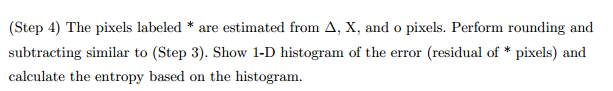 (Step 4) The pixels labeled * are estimated from Δ, X, and o pixels. Perform rounding and
subtracting similar to (Step 3). Show 1-D histogram of the error (residual of * pixels) and
calculate the entropy based on the histogram.